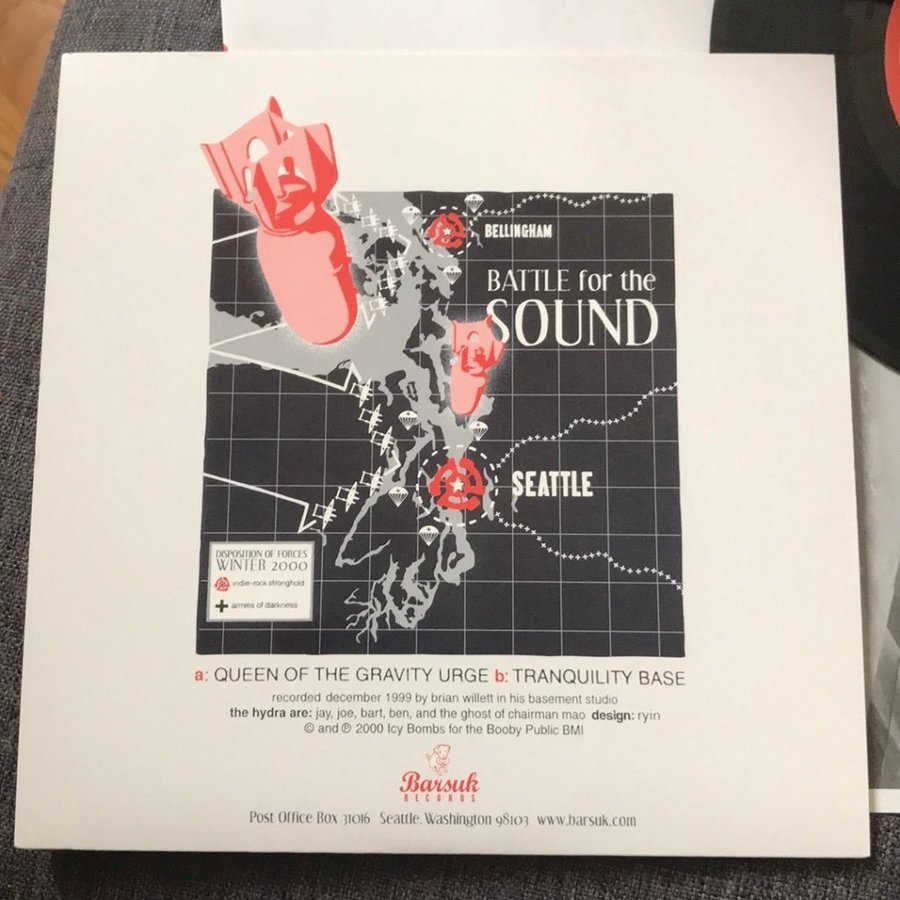 BELLINGHAM
BATTLE for the
SOUND
SEATTLE
DISPOSITION OF FORCES
WINTER 2000
indie-rock stronghold
armies of darkness
a: QUEEN OF THE GRAVITY URGE b: TRANQUILITY BASE
recorded december 1999 by brian willett in his basement studio
the hydra are: jay, joe, bart, ben, and the ghost of chairman mao design: ryin
© and ℗ 2000 Icy Bombs for the Booby Public BMI
Barsuk
RECORDS
Post Office Box 31016 Seattle, Washington 98103 www.barsuk.com